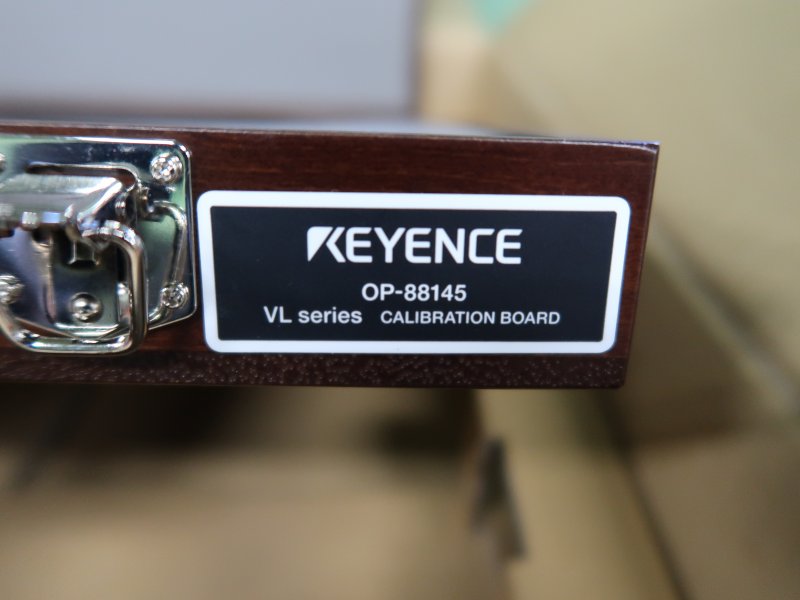 KEYENCE
OP-88145
VL series CALIBRATION BOARD